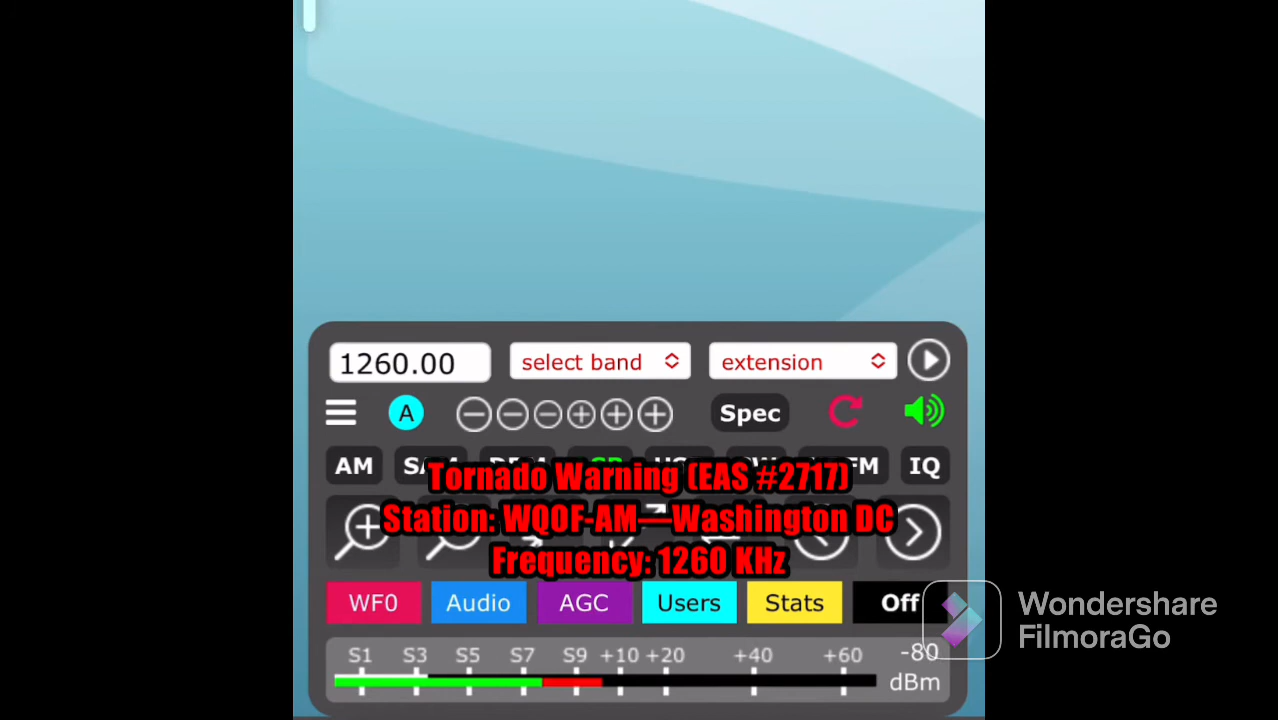 1260.00 select band extension
A Spec
AM IQ
Tornado Warning (EAS #2717)
Station: WQOF-AM—Washington DC
Frequency: 1260 KHz
WF0 Audio AGC Users Stats Off
Wondershare
FilmoraGo
S1 S3 S5 S7 S9 +10 +20 +40 +60 -80
dBm